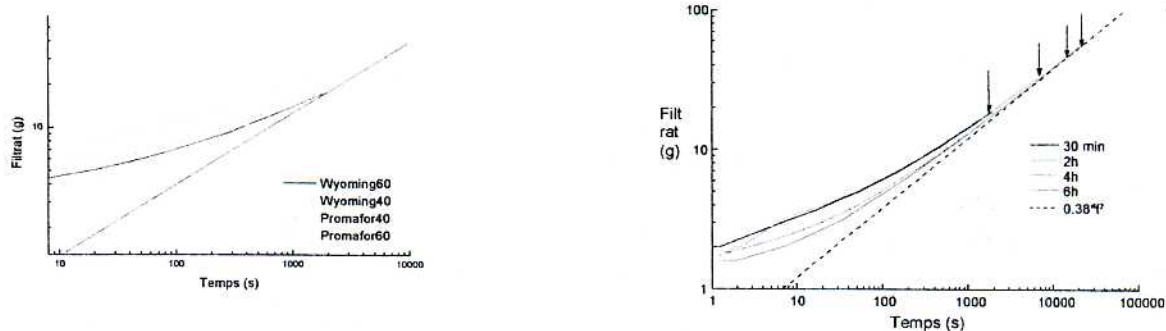 Filtrat (g)
10
Wyoming60
Wyoming40
Promafor40
Promafor60
10 100 1000 10000
Temps (s)
100
Filt
rat
(g)
10
1
30 min
2h
4h
6h
1 10 100 1000 10000 100000
Temps (s)